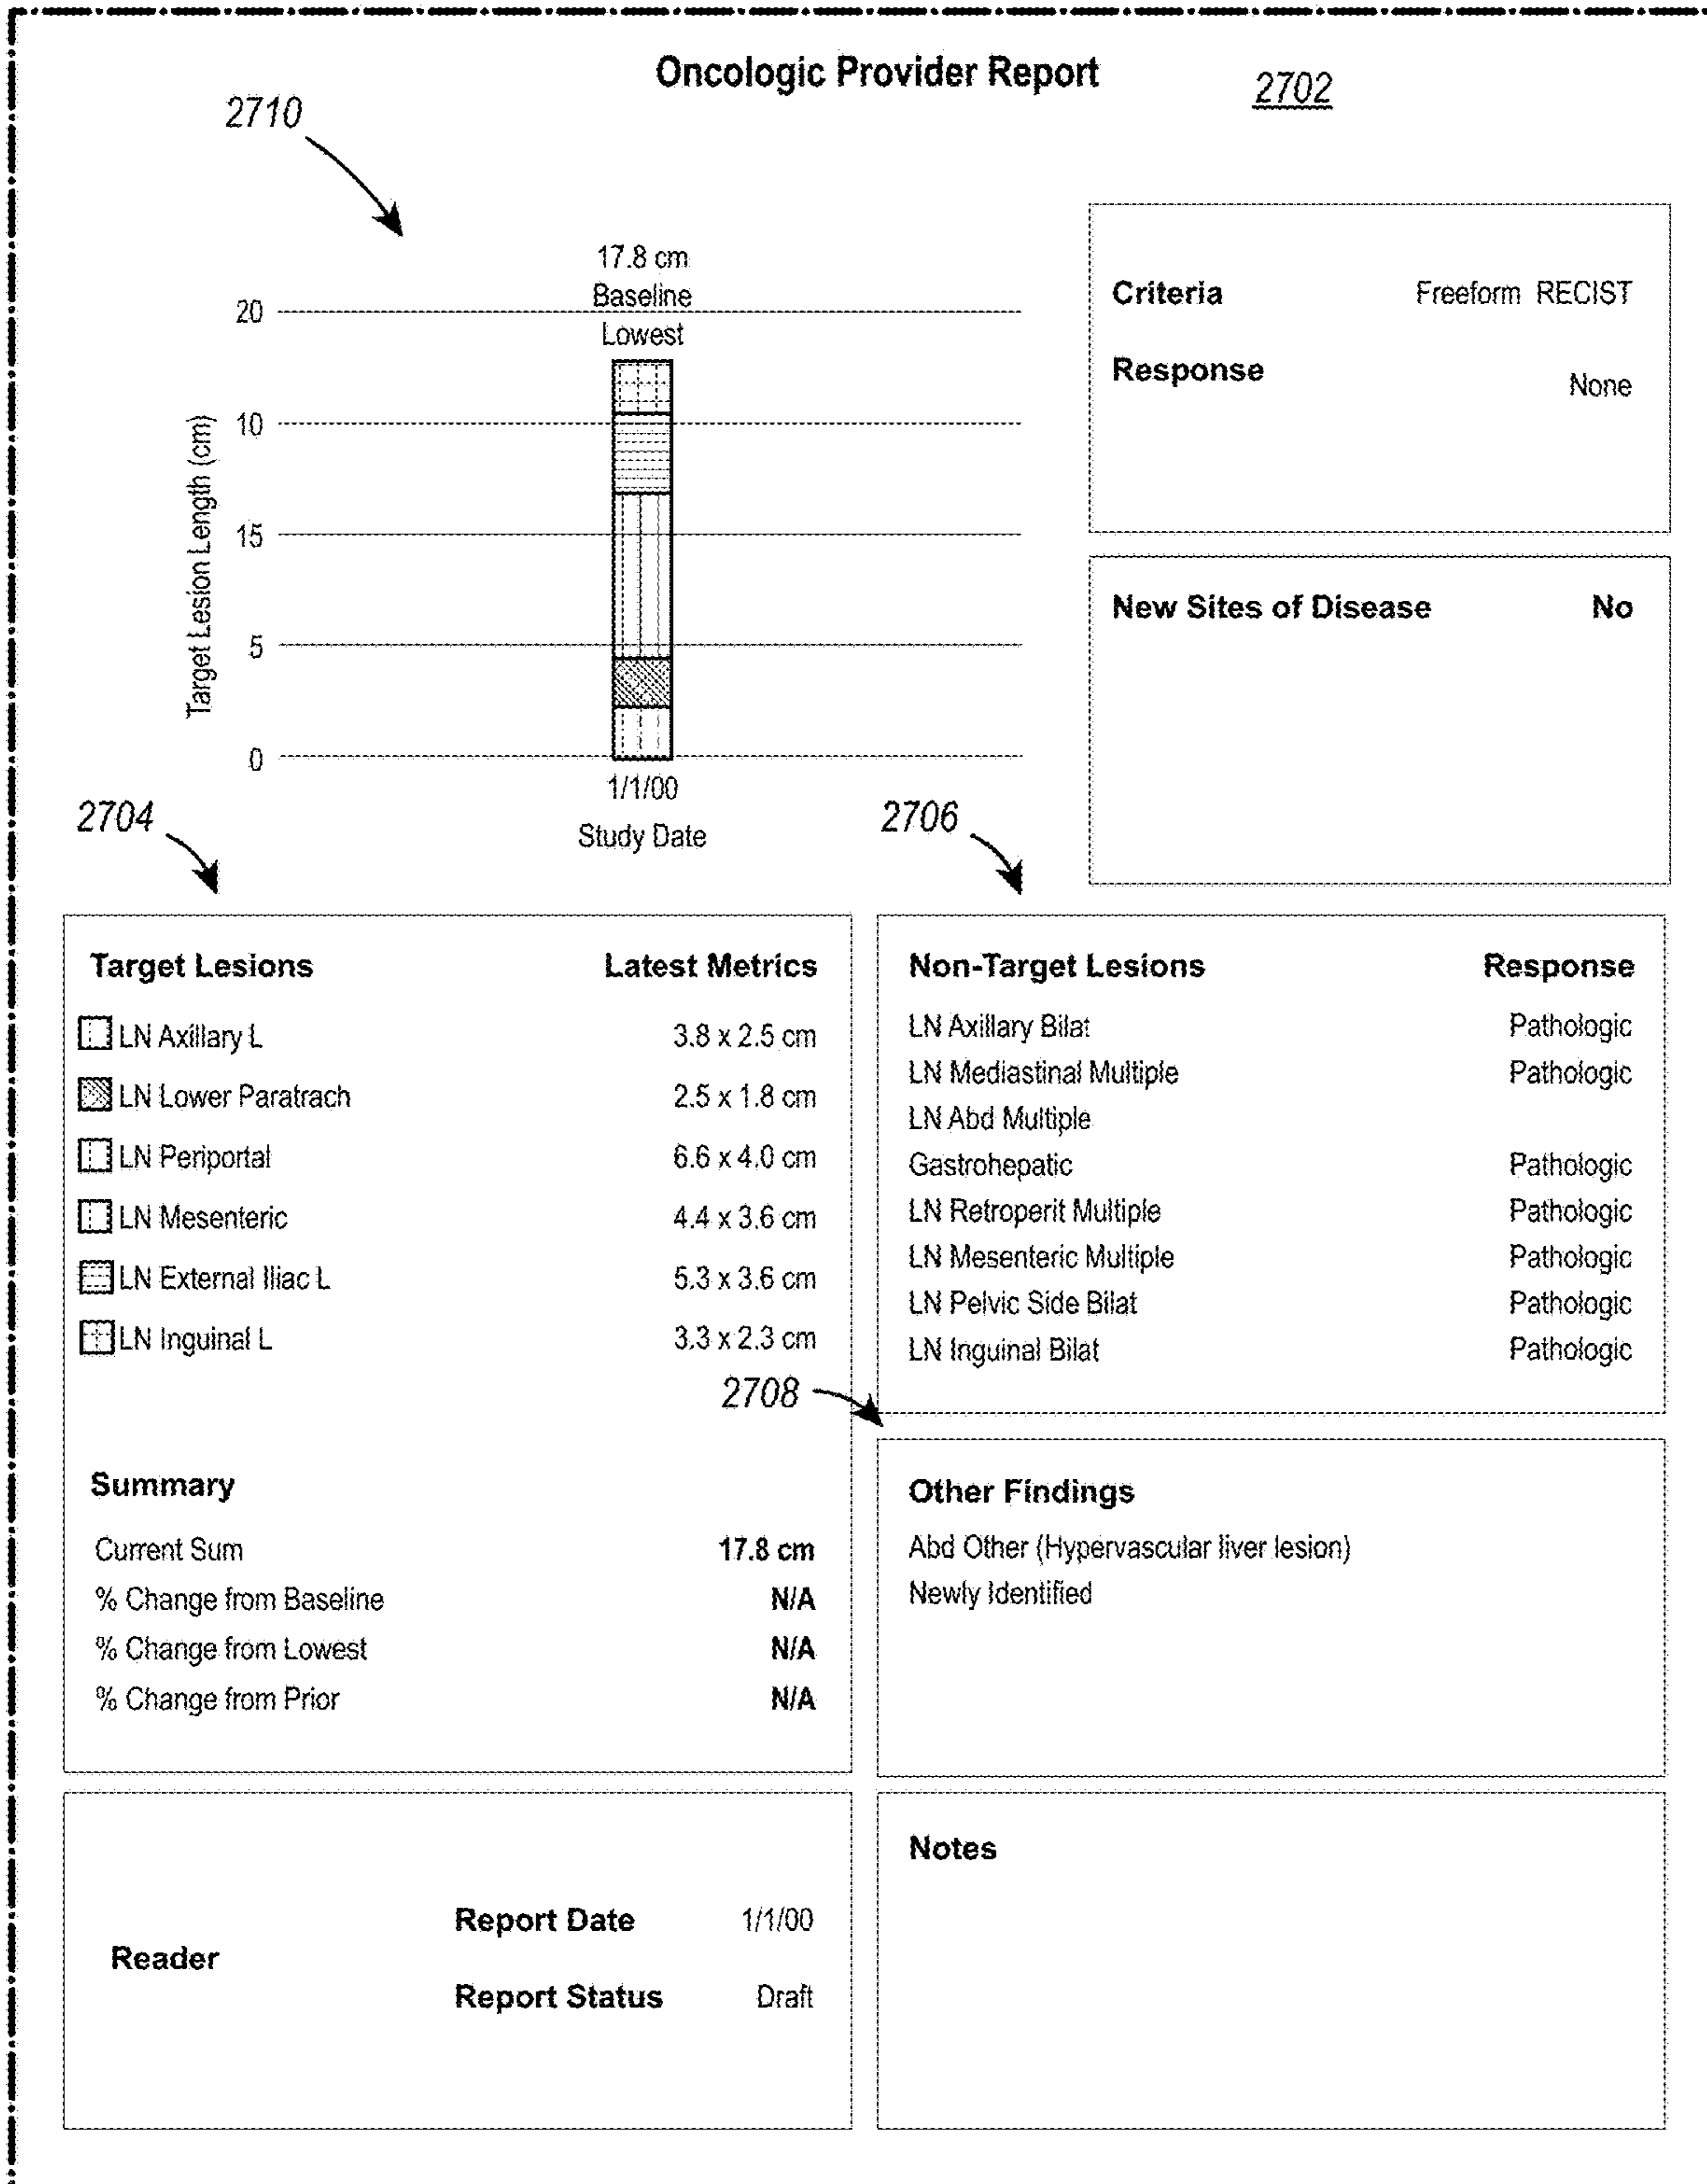 Oncologic Provider Report
2702
2710
17.8 cm
Baseline
Lowest
20
10
15
5
0
Target Lesion Length (cm)
1/1/00
Study Date
Criteria Freeform RECIST
Response None
New Sites of Disease No
2704
2706
Target Lesions Latest Metrics
LN Axillary L 3.8 x 2.5 cm
LN Lower Paratrach 2.5 x 1.8 cm
LN Periportal 6.6 x 4.0 cm
LN Mesenteric 4.4 x 3.6 cm
LN External Iliac L 5.3 x 3.6 cm
LN Inguinal L 3.3 x 2.3 cm
Summary
Current Sum 17.8 cm
% Change from Baseline N/A
% Change from Lowest N/A
% Change from Prior N/A
Non-Target Lesions Response
LN Axillary Bilat Pathologic
LN Mediastinal Multiple Pathologic
LN Abd Multiple
Gastrohepatic Pathologic
LN Retroperit Multiple Pathologic
LN Mesenteric Multiple Pathologic
LN Pelvic Side Bilat Pathologic
LN Inguinal Bilat Pathologic
2708
Other Findings
Abd Other (Hypervascular liver lesion)
Newly Identified
Reader
Report Date 1/1/00
Report Status Draft
Notes